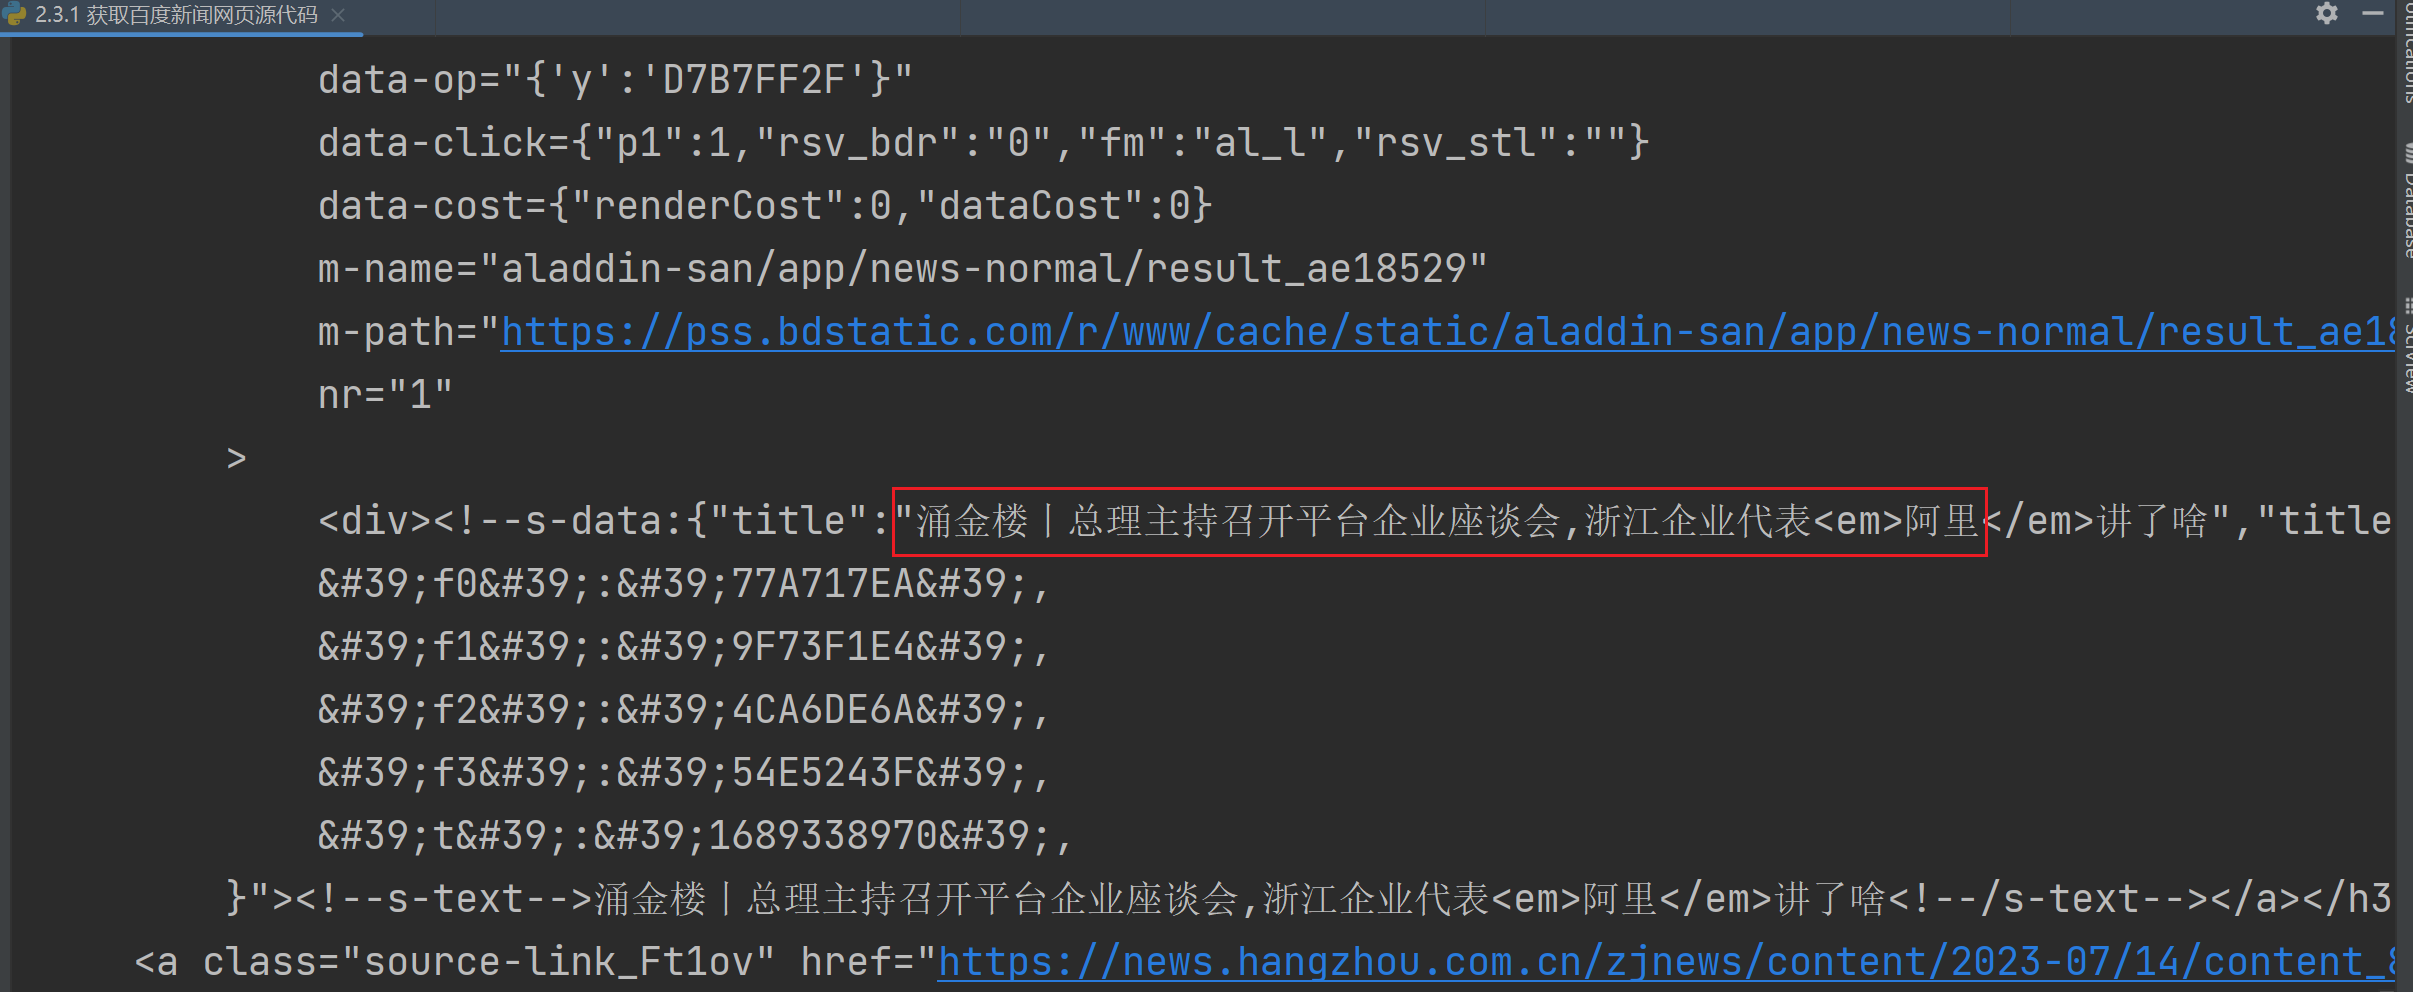 2.3.1 获取百度新闻网页源代码
data-op="{'y':'D7B7FF2F'}"
data-click={"p1":1,"rsv_bdr":"0","fm":"al_l","rsv_stl":""}
data-cost={"renderCost":0,"dataCost":0}
m-name="aladdin-san/app/news-normal/result_ae18529"
m-path="https://pss.bdstatic.com/r/www/cache/static/aladdin-san/app/news-normal/result_ae18
nr="1"
>
<div><!--s-data:{"title":"涌金楼丨总理主持召开平台企业座谈会,浙江企业代表<em>阿里</em>讲了啥","title
&#39;f0&#39;:&#39;77A717EA&#39;,
&#39;f1&#39;:&#39;9F73F1E4&#39;,
&#39;f2&#39;:&#39;4CA6DE6A&#39;,
&#39;f3&#39;:&#39;54E5243F&#39;,
&#39;t&#39;:&#39;1689338970&#39;,
}"><!--s-text-->涌金楼丨总理主持召开平台企业座谈会,浙江企业代表<em>阿里</em>讲了啥<!--/s-text--></a></h3
<a class="source-link_Ft1ov" href="https://news.hangzhou.com.cn/zjnews/content/2023-07/14/content_8
Database
SciView